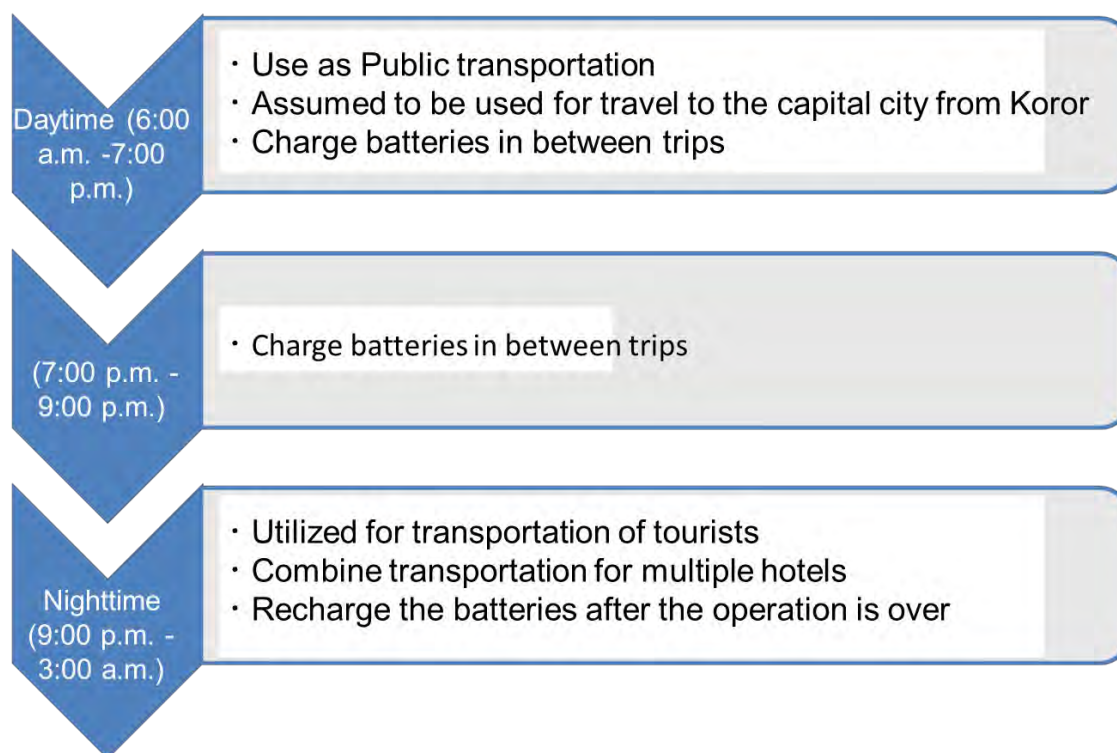 Daytime (6:00
a.m. -7:00
p.m.)
・Use as Public transportation
・Assumed to be used for travel to the capital city from Koror
・Charge batteries in between trips
(7:00 p.m. -
9:00 p.m.)
・Charge batteries in between trips
Nighttime
(9:00 p.m. -
3:00 a.m.)
・Utilized for transportation of tourists
・Combine transportation for multiple hotels
・Recharge the batteries after the operation is over